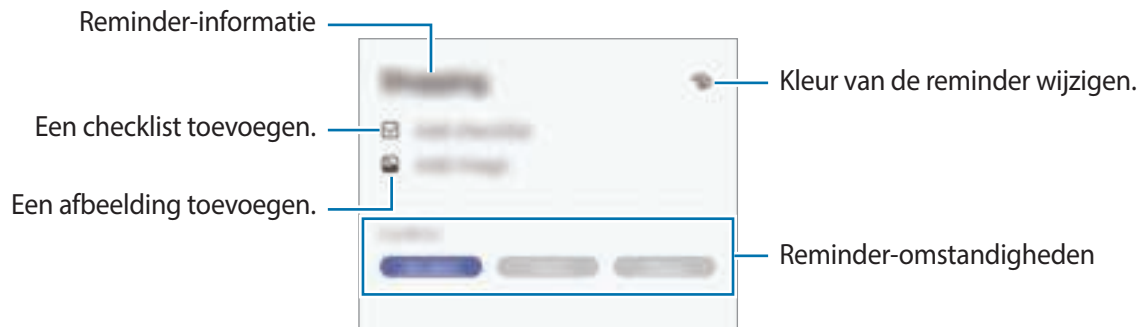 Reminder-informatie
Kleur van de reminder wijzigen.
Een checklist toevoegen.
Een afbeelding toevoegen.
Reminder-omstandigheden